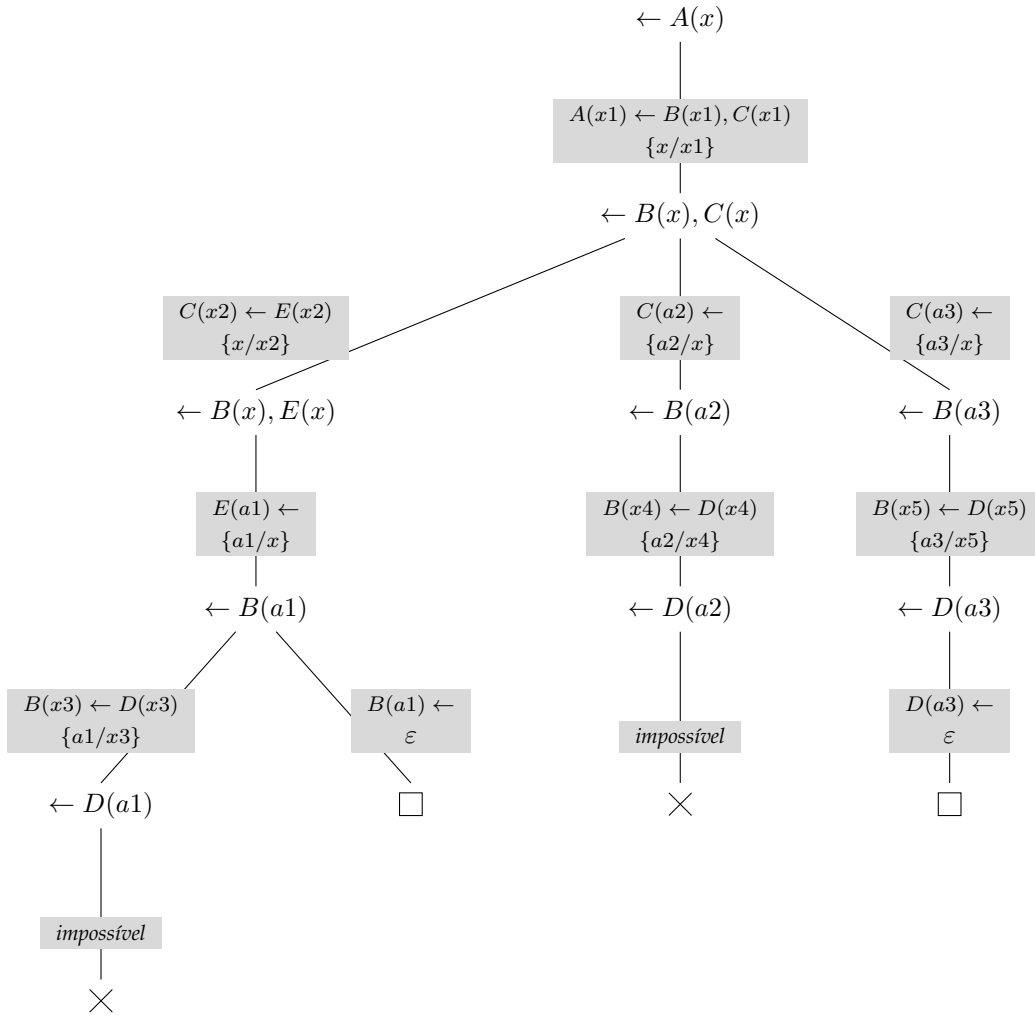 ← A(x)
A(x1) ← B(x1), C(x1)
{x/x1}
← B(x), C(x)
C(x2) ← E(x2)
{x/x2}
C(a2) ←
{a2/x}
C(a3) ←
{a3/x}
← B(x), E(x)
← B(a2)
← B(a3)
E(a1) ←
{a1/x}
B(x4) ← D(x4)
{a2/x4}
B(x5) ← D(x5)
{a3/x5}
← B(a1)
← D(a2)
← D(a3)
B(x3) ← D(x3)
{a1/x3}
B(a1) ←
ε
impossível
D(a3) ←
ε
← D(a1)
□
×
□
impossível
×